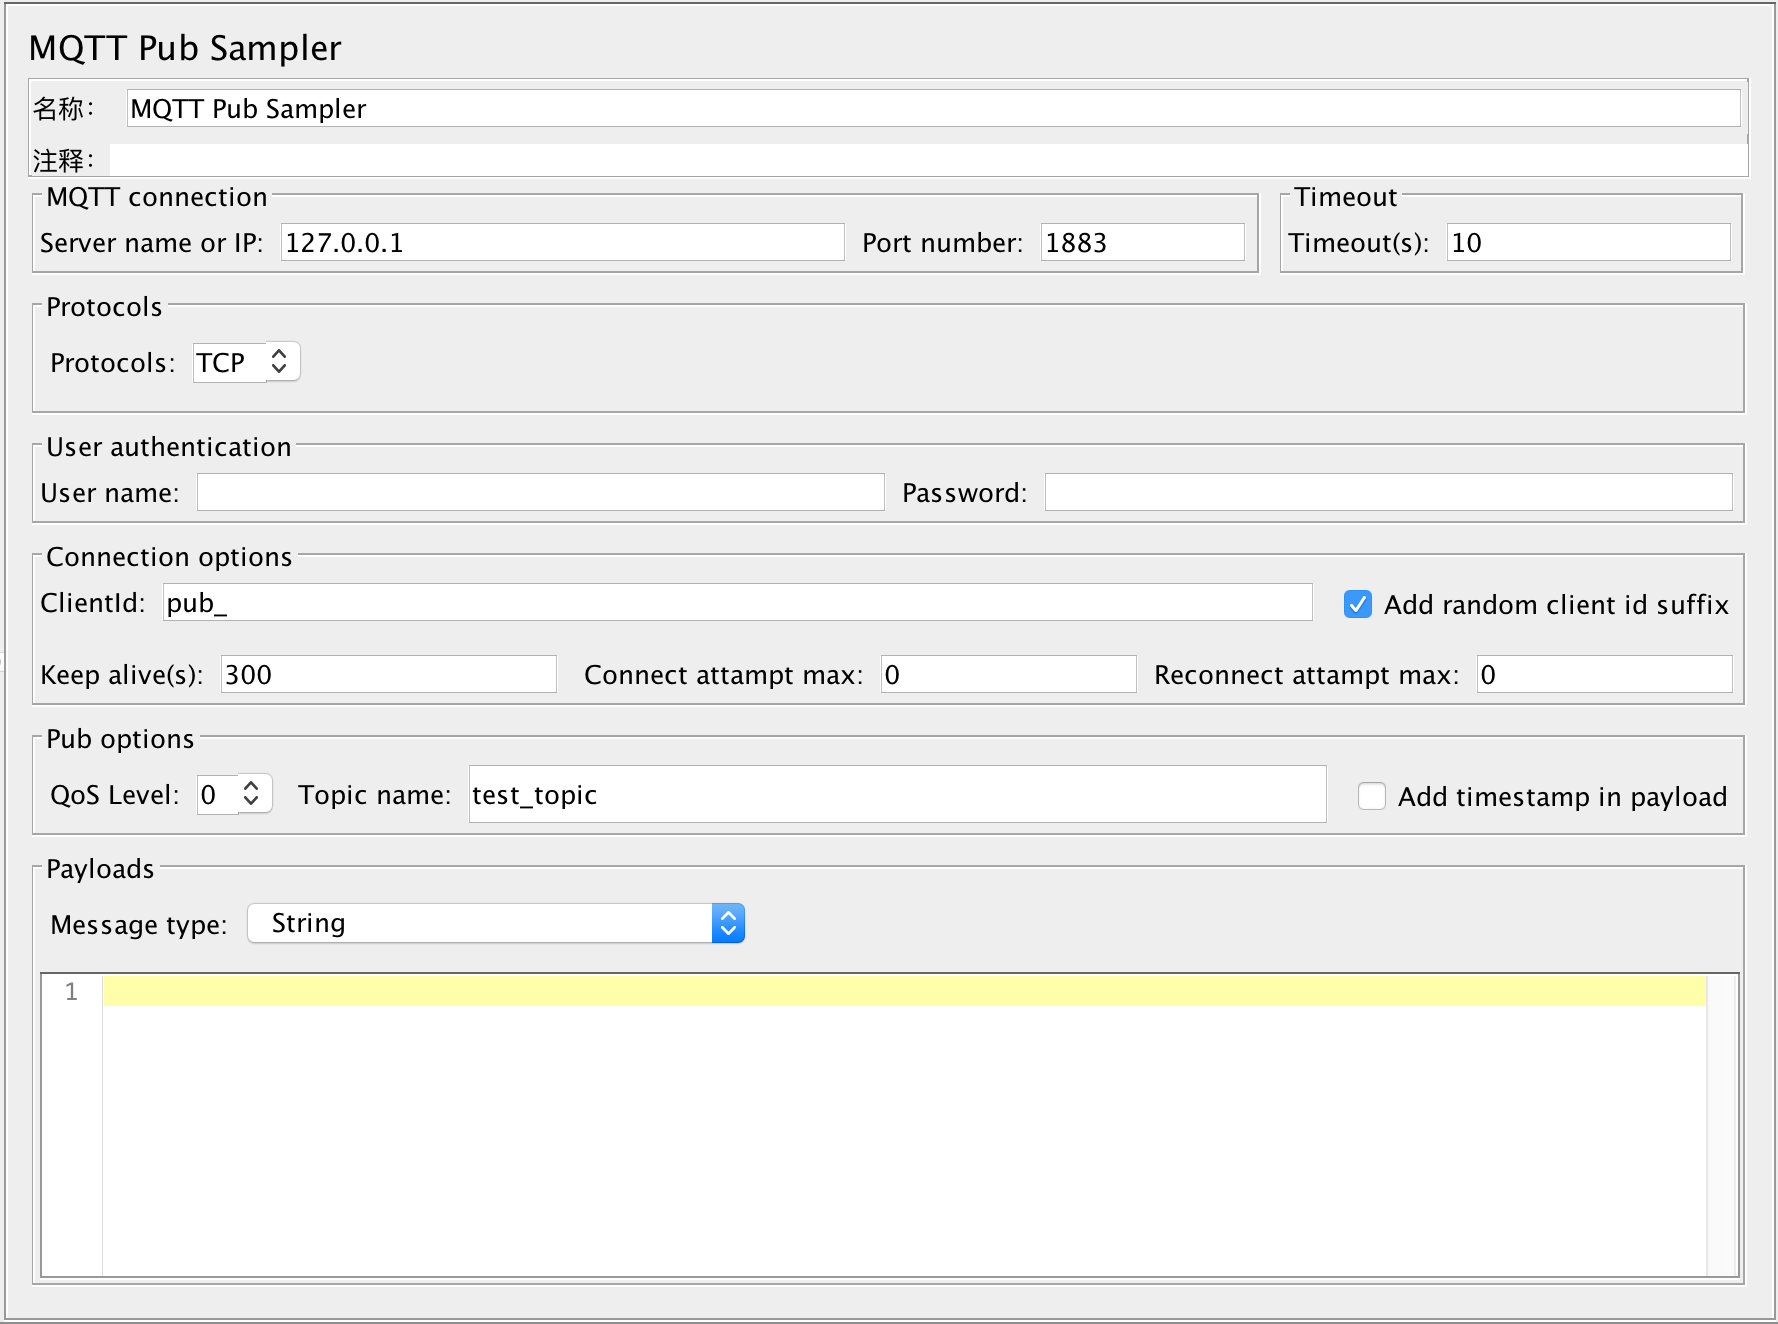 MQTT Pub Sampler
名称： MQTT Pub Sampler
注释：
MQTT connection Timeout
Server name or IP: 127.0.0.1 Port number: 1883 Timeout(s): 10
Protocols
Protocols: TCP
User authentication
User name: Password:
Connection options
ClientId: pub_ Add random client id suffix
Keep alive(s): 300 Connect attampt max: 0 Reconnect attampt max: 0
Pub options
QoS Level: 0 Topic name: test_topic Add timestamp in payload
Payloads
Message type: String
1